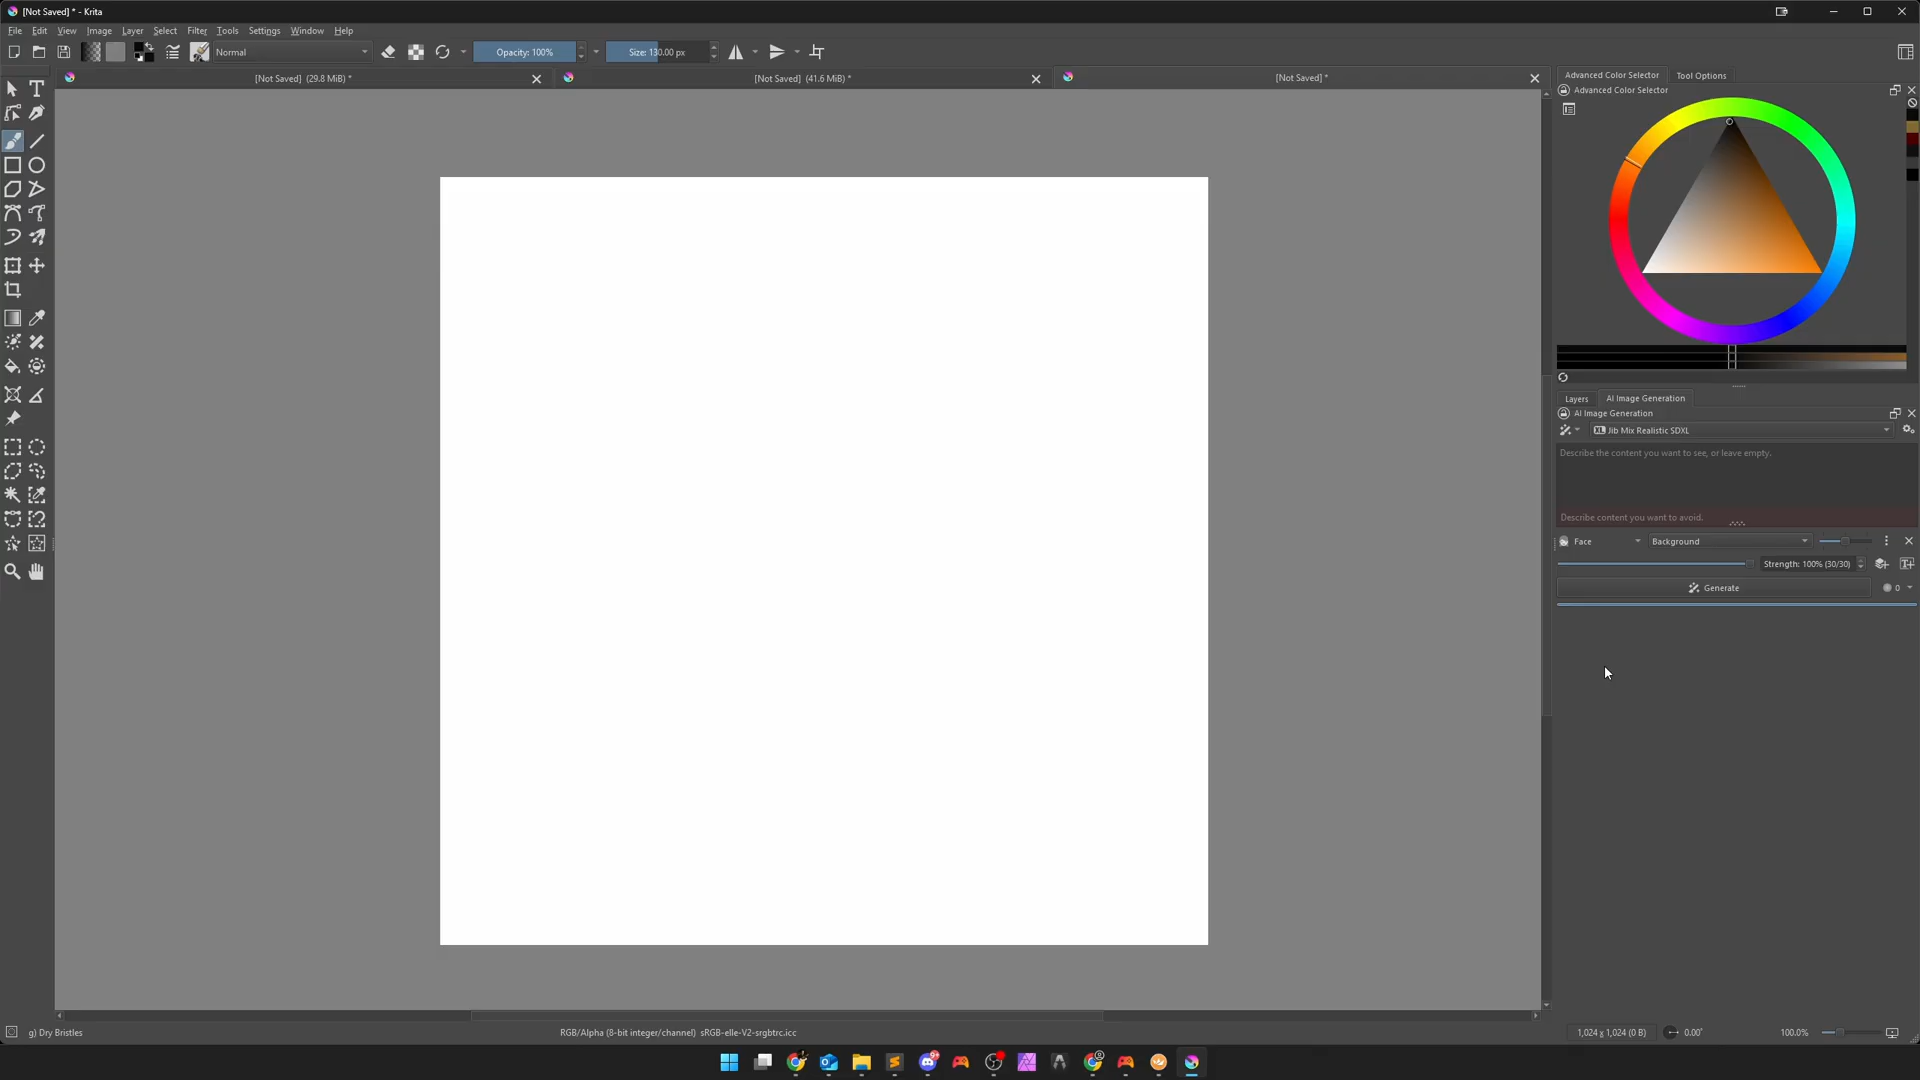 [Not Saved] * - Krita
File Edit View Image Layer Select Filter Tools Settings Window Help
Normal Opacity: 100% Size: 130.00 px
[Not Saved] (29.8 MiB) * [Not Saved] (41.6 MiB) * [Not Saved] *
Advanced Color Selector Tool Options
Advanced Color Selector
Layers AI Image Generation
AI Image Generation
XL Jib Mix Realistic SDXL
Describe the content you want to see, or leave empty.
Describe content you want to avoid.
Face Background
Strength: 100% (30/30)
Generate 0
g) Dry Bristles RGB/Alpha (8-bit integer/channel) sRGB-elle-V2-srgbtrc.icc 1,024 x 1,024 (0 B) 0.00° 100.0%